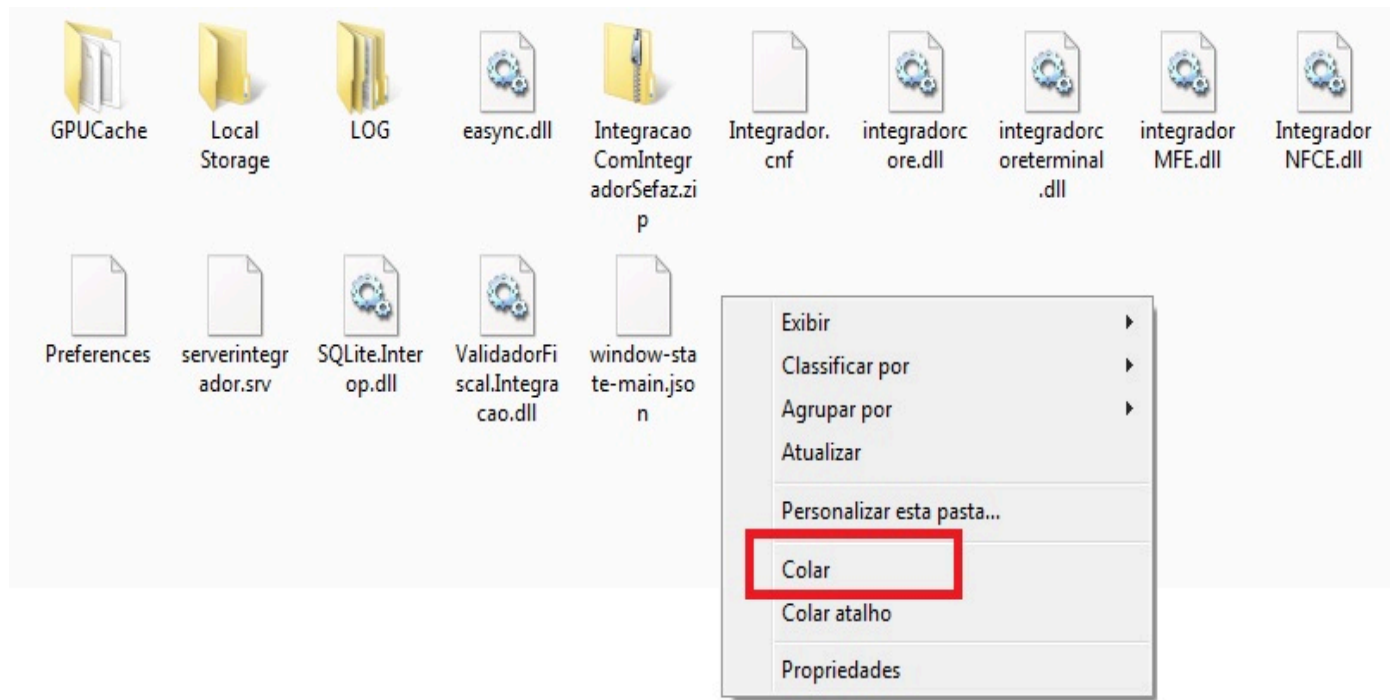 GPUCache
Local
Storage
LOG
easync.dll
Integracao
ComIntegr
adorSefaz.zi
p
Integrador.
cnf
integradorc
ore.dll
integradorc
oreterminal
.dll
integrador
MFE.dll
Integrador
NFCE.dll
Preferences
serverintegr
ador.srv
SQLite.Inter
op.dll
ValidadorFi
scal.Integra
cao.dll
window-sta
te-main.jso
n
Exibir
Classificar por
Agrupar por
Atualizar
Personalizar esta pasta...
Colar
Colar atalho
Propriedades